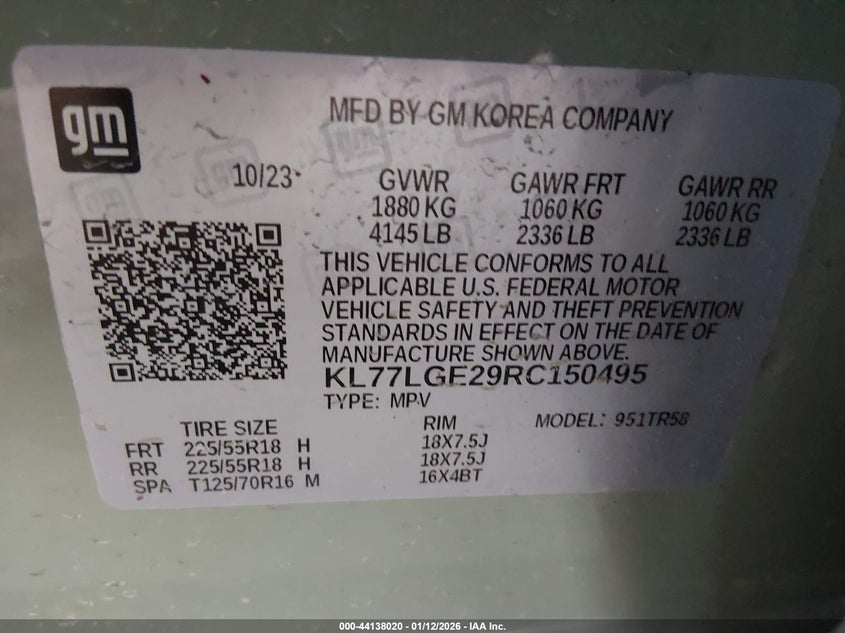 gm
MFD BY GM KOREA COMPANY
10/23
GVWR GAWR FRT GAWR RR
1880 KG 1060 KG 1060 KG
4145 LB 2336 LB 2336 LB
THIS VEHICLE CONFORMS TO ALL
APPLICABLE U.S. FEDERAL MOTOR
VEHICLE SAFETY AND THEFT PREVENTION
STANDARDS IN EFFECT ON THE DATE OF
MANUFACTURE SHOWN ABOVE.
KL77LGE29RC150495
TYPE: MPV
TIRE SIZE RIM MODEL: 951TR58
FRT 225/55R18 H 18X7.5J
RR 225/55R18 H 18X7.5J
SPA T125/70R16 M 16X4BT
000-44138020 - 01/12/2026 - IAA Inc.